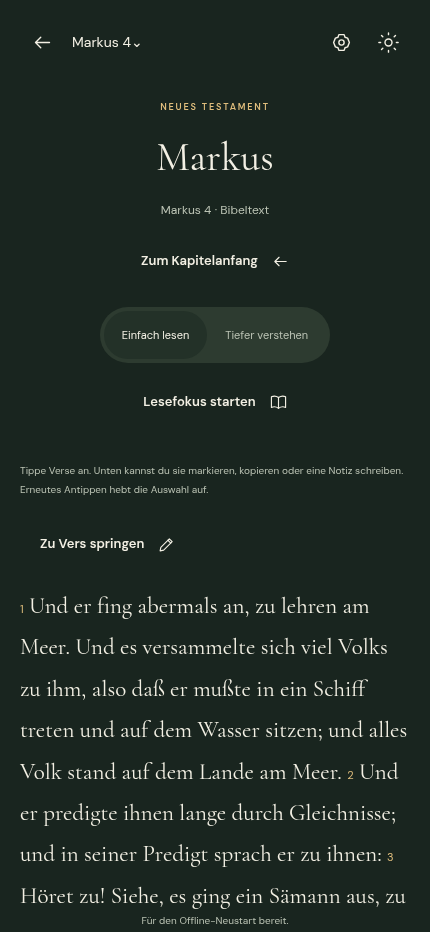 Markus 4
NEUES TESTAMENT
Markus
Markus 4 · Bibeltext
Zum Kapitelanfang
Einfach lesen Tiefer verstehen
Lesefokus starten
Tippe Verse an. Unten kannst du sie markieren, kopieren oder eine Notiz schreiben.
Erneutes Antippen hebt die Auswahl auf.
Zu Vers springen
1 Und er fing abermals an, zu lehren am
Meer. Und es versammelte sich viel Volks
zu ihm, also daß er mußte in ein Schiff
treten und auf dem Wasser sitzen; und alles
Volk stand auf dem Lande am Meer. 2 Und
er predigte ihnen lange durch Gleichnisse;
und in seiner Predigt sprach er zu ihnen: 3
Höret zu! Siehe, es ging ein Sämann aus, zu
Für den Offline-Neustart bereit.